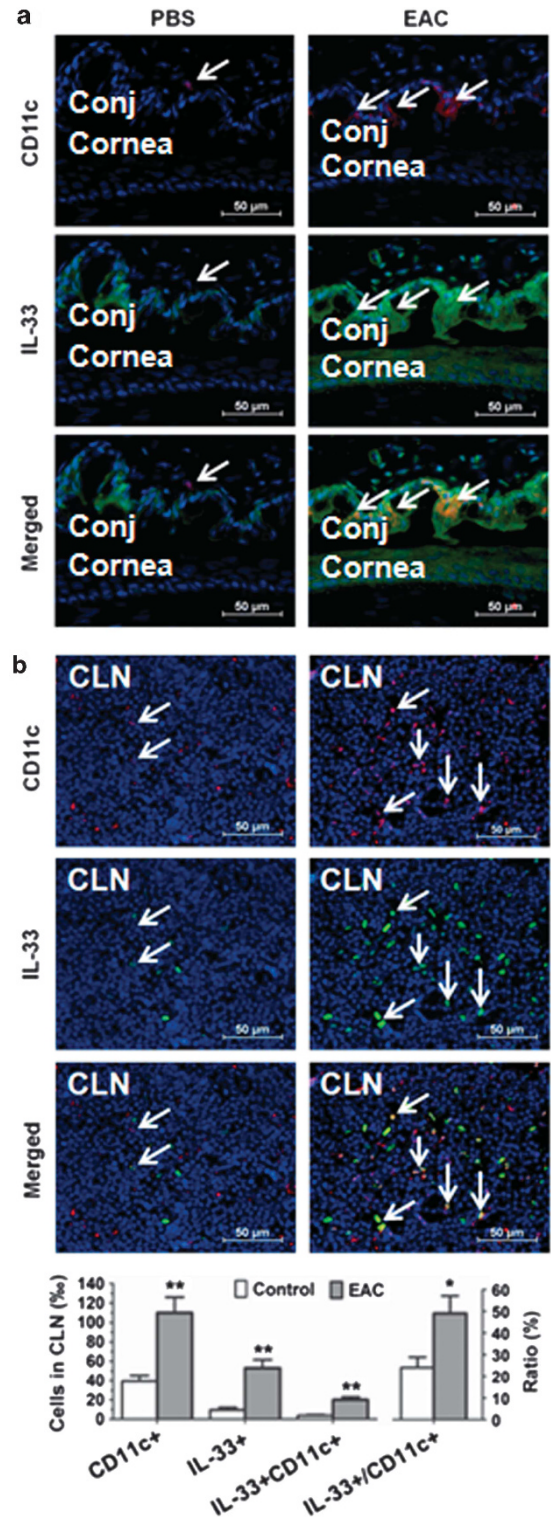 a
PBS
EAC
CD11c
Conj
Cornea
50 µm
Conj
Cornea
50 µm
IL-33
Conj
Cornea
50 µm
Conj
Cornea
50 µm
Merged
Conj
Cornea
50 µm
Conj
Cornea
50 µm
b
CD11c
CLN
50 µm
CLN
50 µm
IL-33
CLN
50 µm
CLN
50 µm
Merged
CLN
50 µm
CLN
50 µm
Cells in CLN (‰)
140
120
100
80
60
40
20
0
Control
EAC
**
**
**
*
60
50
40
30
20
10
0
Ratio (%)
CD11c+
IL-33+
IL-33+CD11c+
IL-33+/CD11c+